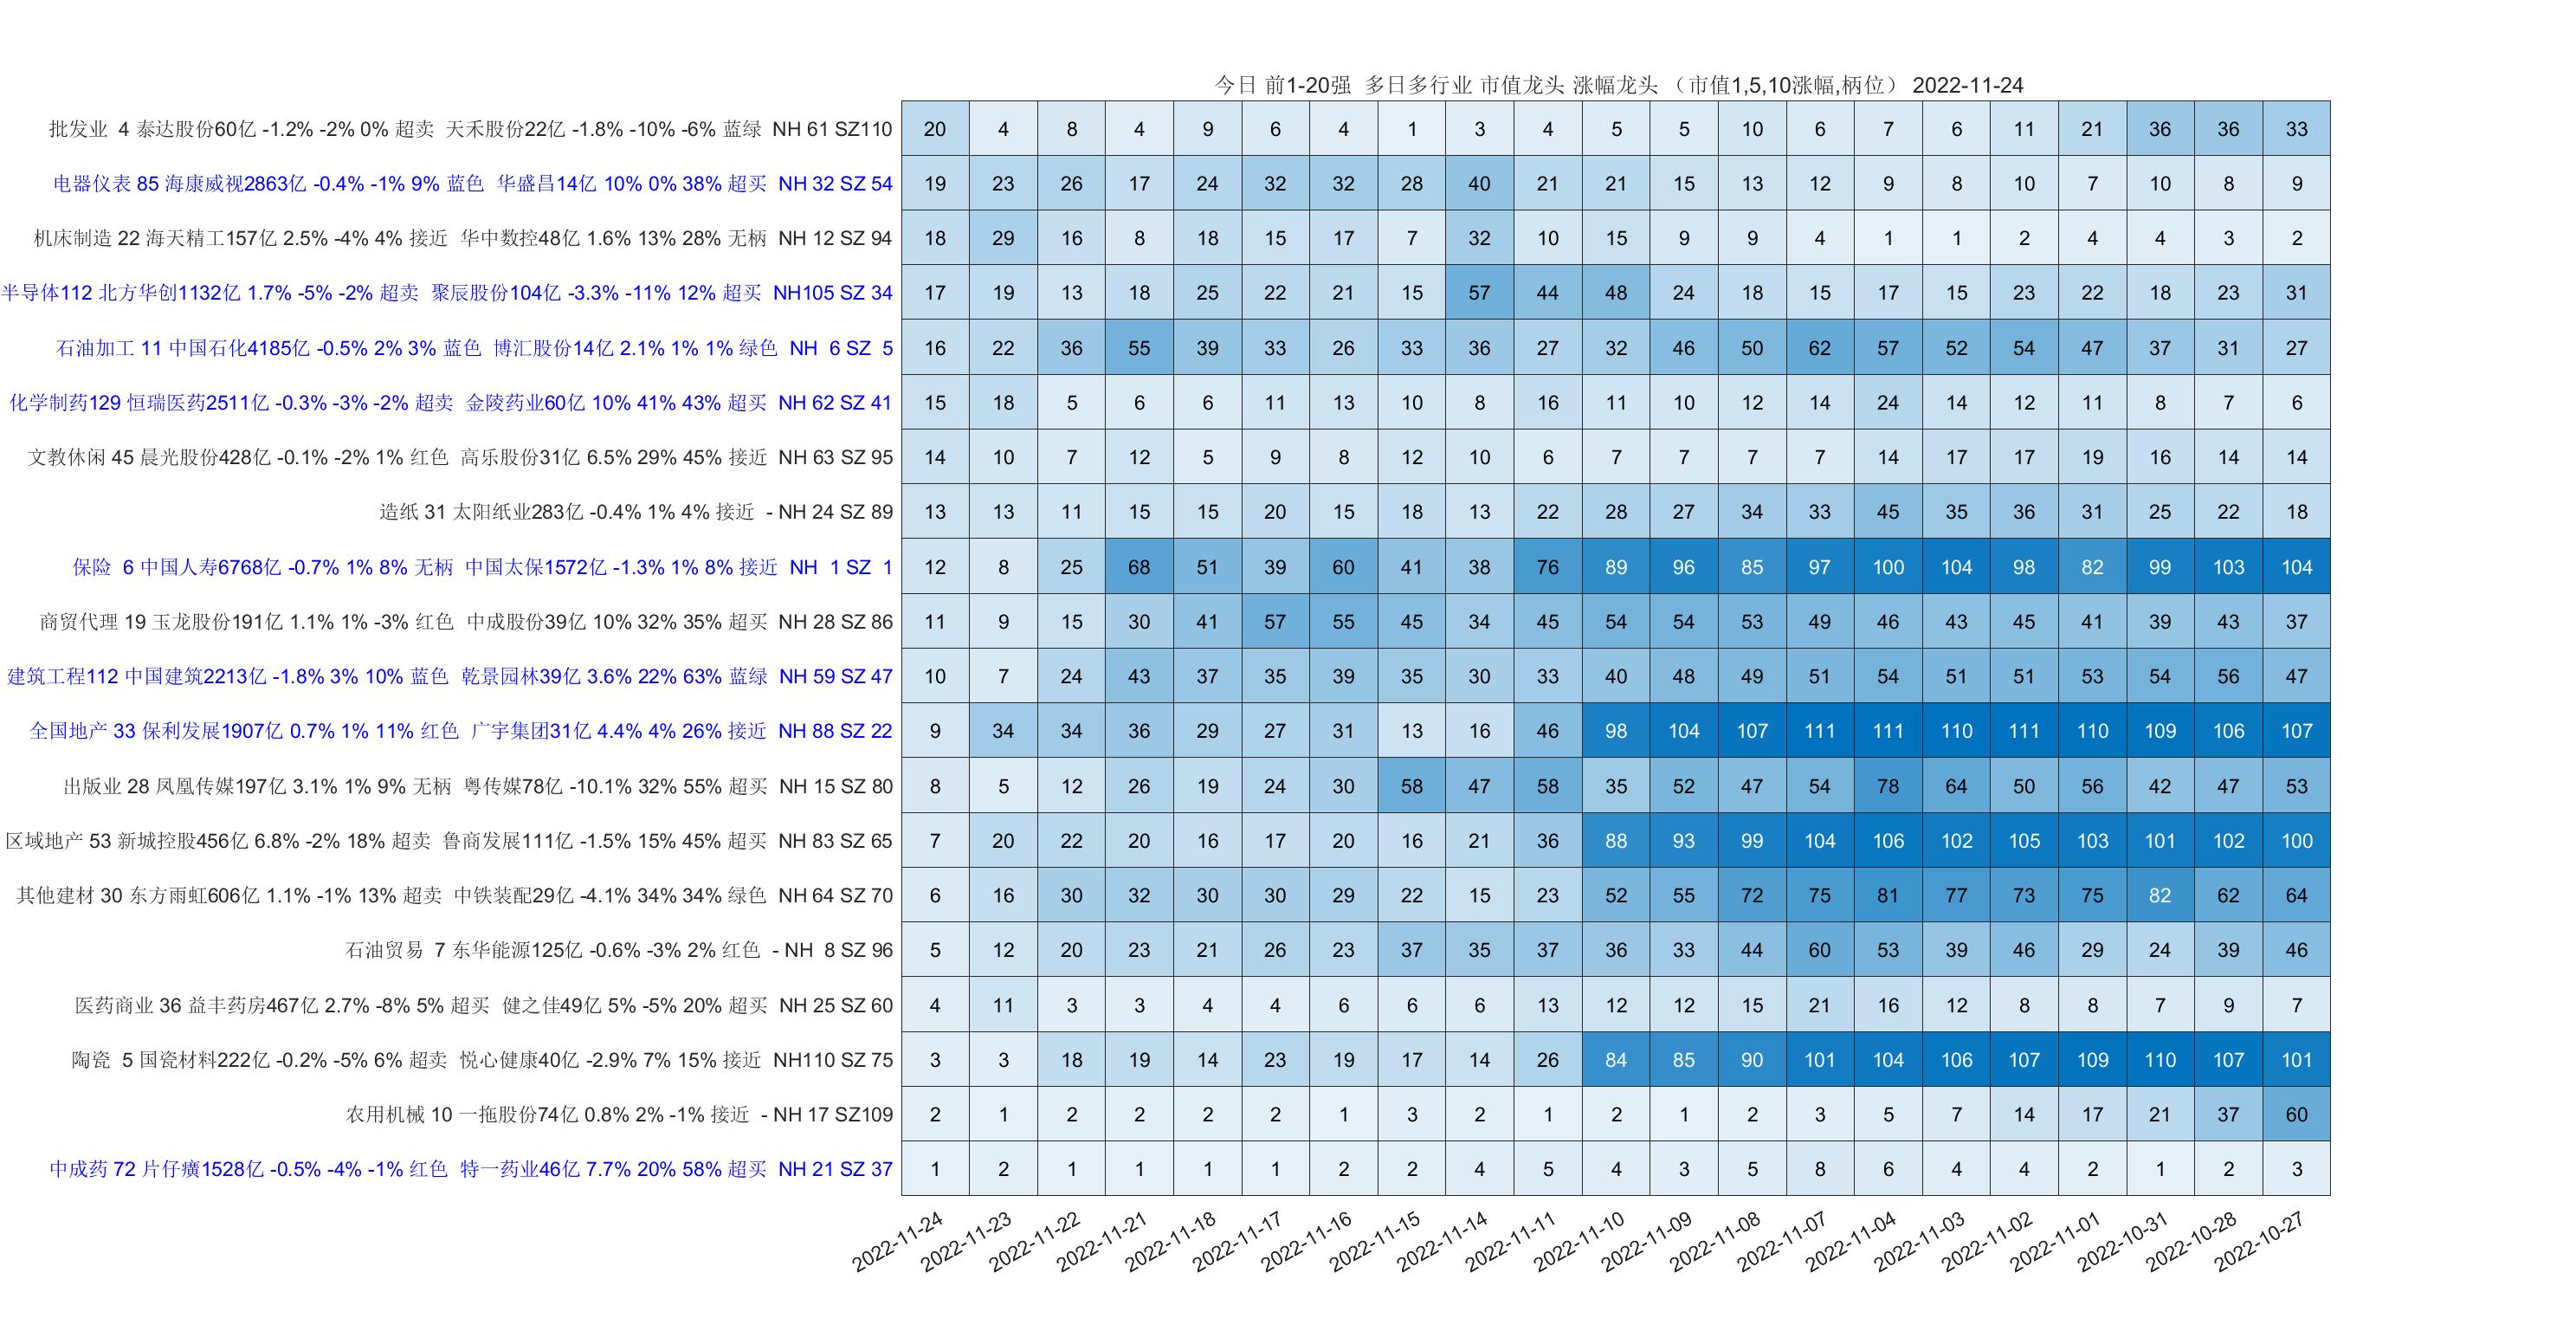 今日 前1-20强 多日多行业 市值龙头 涨幅龙头 （市值1,5,10涨幅,柄位） 2022-11-24
批发业 4 泰达股份60亿 -1.2% -2% 0% 超卖 天禾股份22亿 -1.8% -10% -6% 蓝绿 NH 61 SZ110 20 4 8 4 9 6 4 1 3 4 5 5 10 6 7 6 11 21 36 36 33
电器仪表 85 海康威视2863亿 -0.4% -1% 9% 蓝色 华盛昌14亿 10% 0% 38% 超买 NH 32 SZ 54 19 23 26 17 24 32 32 28 40 21 21 15 13 12 9 8 10 7 10 8 9
机床制造 22 海天精工157亿 2.5% -4% 4% 接近 华中数控48亿 1.6% 13% 28% 无柄 NH 12 SZ 94 18 29 16 8 18 15 17 7 32 10 15 9 9 4 1 1 2 4 4 3 2
半导体112 北方华创1132亿 1.7% -5% -2% 超卖 聚辰股份104亿 -3.3% -11% 12% 超买 NH105 SZ 34 17 19 13 18 25 22 21 15 57 44 48 24 18 15 17 15 23 22 18 23 31
石油加工 11 中国石化4185亿 -0.5% 2% 3% 蓝色 博汇股份14亿 2.1% 1% 1% 绿色 NH 6 SZ 5 16 22 36 55 39 33 26 33 36 27 32 46 50 62 57 52 54 47 37 31 27
化学制药129 恒瑞医药2511亿 -0.3% -3% -2% 超卖 金陵药业60亿 10% 41% 43% 超买 NH 62 SZ 41 15 18 5 6 6 11 13 10 8 16 11 10 12 14 24 14 12 11 8 7 6
文教休闲 45 晨光股份428亿 -0.1% -2% 1% 红色 高乐股份31亿 6.5% 29% 45% 接近 NH 63 SZ 95 14 10 7 12 5 9 8 12 10 6 7 7 7 7 14 17 17 19 16 14 14
造纸 31 太阳纸业283亿 -0.4% 1% 4% 接近 - NH 24 SZ 89 13 13 11 15 15 20 15 18 13 22 28 27 34 33 45 35 36 31 25 22 18
保险 6 中国人寿6768亿 -0.7% 1% 8% 无柄 中国太保1572亿 -1.3% 1% 8% 接近 NH 1 SZ 1 12 8 25 68 51 39 60 41 38 76 89 96 85 97 100 104 98 82 99 103 104
商贸代理 19 玉龙股份191亿 1.1% 1% -3% 红色 中成股份39亿 10% 32% 35% 超买 NH 28 SZ 86 11 9 15 30 41 57 55 45 34 45 54 54 53 49 46 43 45 41 39 43 37
建筑工程112 中国建筑2213亿 -1.8% 3% 10% 蓝色 乾景园林39亿 3.6% 22% 63% 蓝绿 NH 59 SZ 47 10 7 24 43 37 35 39 35 30 33 40 48 49 51 54 51 51 53 54 56 47
全国地产 33 保利发展1907亿 0.7% 1% 11% 红色 广宇集团31亿 4.4% 4% 26% 接近 NH 88 SZ 22 9 34 34 36 29 27 31 13 16 46 98 104 107 111 111 110 111 110 109 106 107
出版业 28 凤凰传媒197亿 3.1% 1% 9% 无柄 粤传媒78亿 -10.1% 32% 55% 超买 NH 15 SZ 80 8 5 12 26 19 24 30 58 47 58 35 52 47 54 78 64 50 56 42 47 53
区域地产 53 新城控股456亿 6.8% -2% 18% 超卖 鲁商发展111亿 -1.5% 15% 45% 超买 NH 83 SZ 65 7 20 22 20 16 17 20 16 21 36 88 93 99 104 106 102 105 103 101 102 100
其他建材 30 东方雨虹606亿 1.1% -1% 13% 超卖 中铁装配29亿 -4.1% 34% 34% 绿色 NH 64 SZ 70 6 16 30 32 30 30 29 22 15 23 52 55 72 75 81 77 73 75 82 62 64
石油贸易 7 东华能源125亿 -0.6% -3% 2% 红色 - NH 8 SZ 96 5 12 20 23 21 26 23 37 35 37 36 33 44 60 53 39 46 29 24 39 46
医药商业 36 益丰药房467亿 2.7% -8% 5% 超买 健之佳49亿 5% -5% 20% 超买 NH 25 SZ 60 4 11 3 3 4 4 6 6 6 13 12 12 15 21 16 12 8 8 7 9 7
陶瓷 5 国瓷材料222亿 -0.2% -5% 6% 超卖 悦心健康40亿 -2.9% 7% 15% 接近 NH110 SZ 75 3 3 18 19 14 23 19 17 14 26 84 85 90 101 104 106 107 109 110 107 101
农用机械 10 一拖股份74亿 0.8% 2% -1% 接近 - NH 17 SZ109 2 1 2 2 2 2 1 3 2 1 2 1 2 3 5 7 14 17 21 37 60
中成药 72 片仔癀1528亿 -0.5% -4% -1% 红色 特一药业46亿 7.7% 20% 58% 超买 NH 21 SZ 37 1 2 1 1 1 1 2 2 4 5 4 3 5 8 6 4 4 2 1 2 3
2022-11-24 2022-11-23 2022-11-22 2022-11-21 2022-11-18 2022-11-17 2022-11-16 2022-11-15 2022-11-14 2022-11-11 2022-11-10 2022-11-09 2022-11-08 2022-11-07 2022-11-04 2022-11-03 2022-11-02 2022-11-01 2022-10-31 2022-10-28 2022-10-27